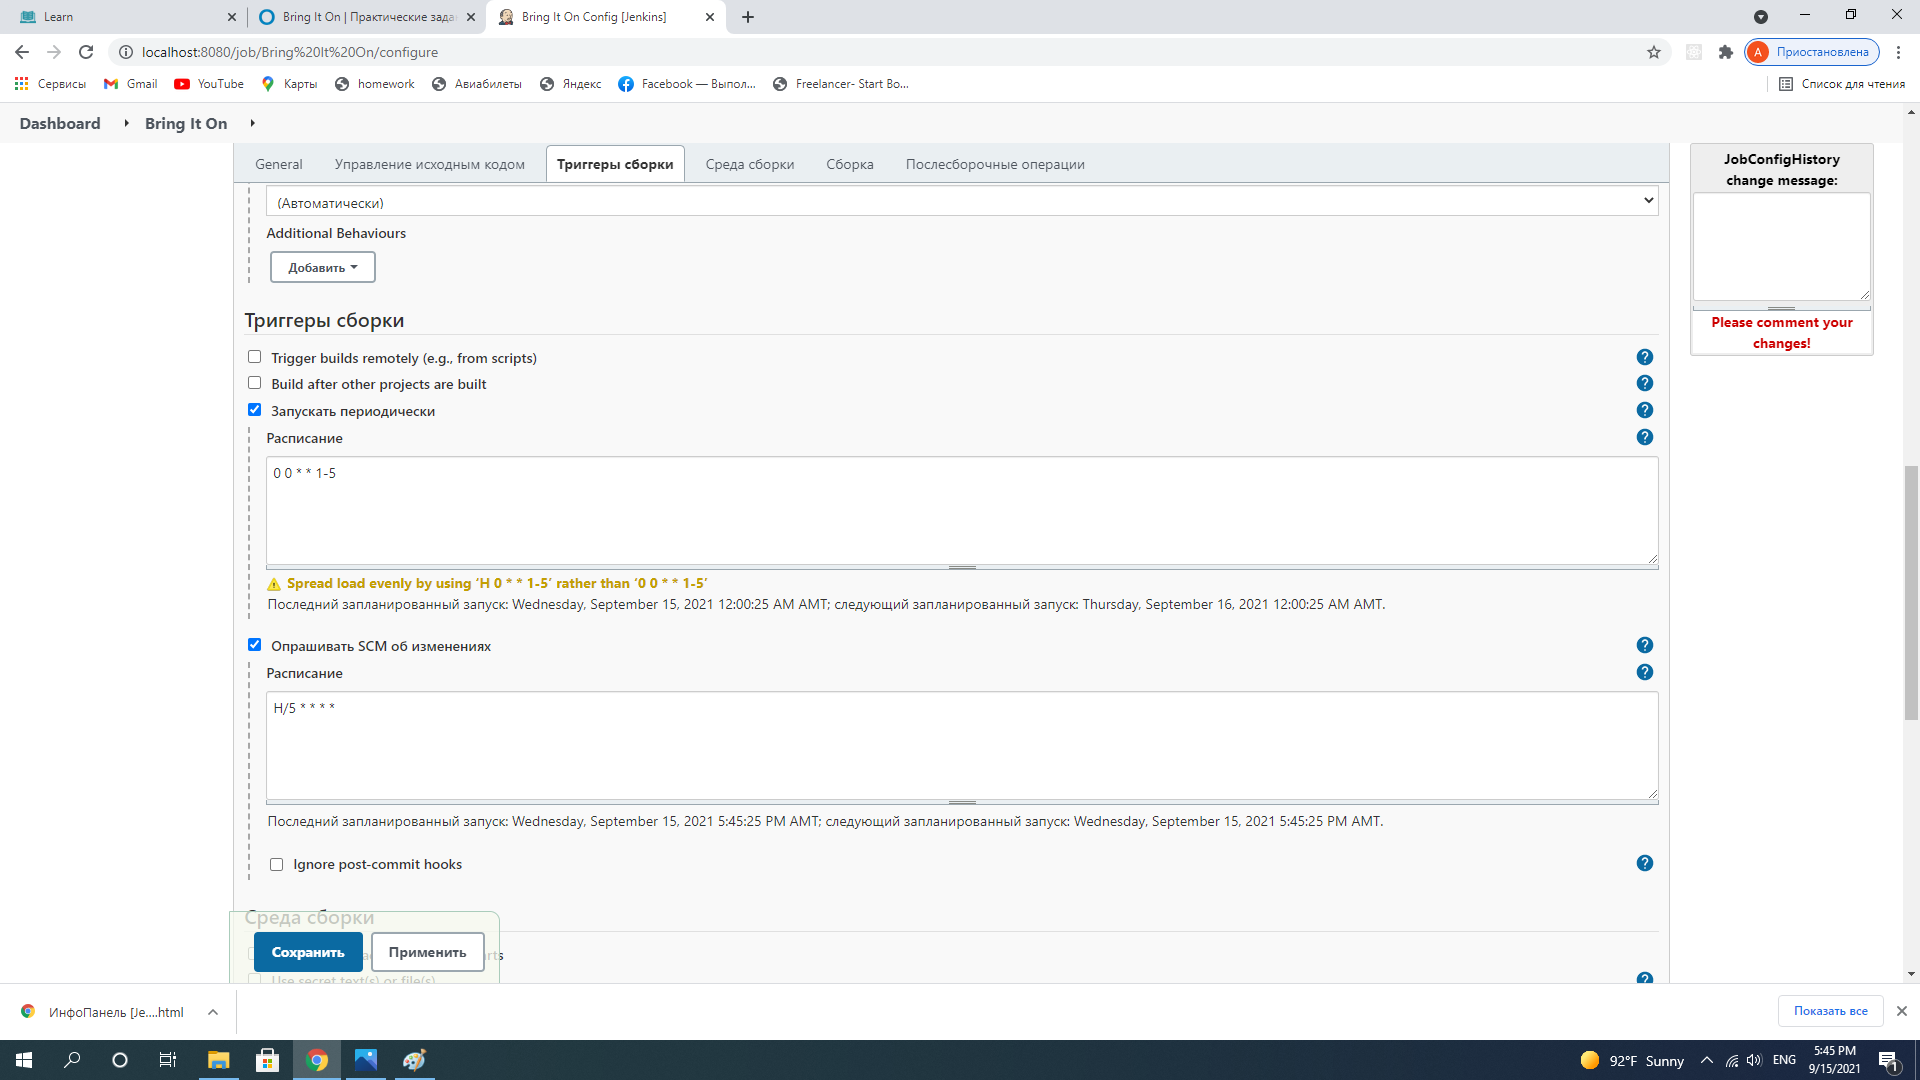 Learn
Bring It On | Практические зада
Bring It On Config [Jenkins]
localhost:8080/job/Bring%20It%20On/configure
A
Приостановлена
Сервисы
Gmail
YouTube
Карты
homework
Авиабилеты
Яндекс
Facebook — Выпол...
Freelancer- Start Bo...
Список для чтения
Dashboard
Bring It On
General
Управление исходным кодом
Триггеры сборки
Среда сборки
Сборка
Послесборочные операции
JobConfigHistory
change message:
Please comment your
changes!
(Автоматически)
Additional Behaviours
Добавить
Триггеры сборки
Trigger builds remotely (e.g., from scripts)
Build after other projects are built
Запускать периодически
Расписание
0 0 * * 1-5
Spread load evenly by using ‘H 0 * * 1-5’ rather than ‘0 0 * * 1-5’
Последний запланированный запуск: Wednesday, September 15, 2021 12:00:25 AM AMT; следующий запланированный запуск: Thursday, September 16, 2021 12:00:25 AM AMT.
Опрашивать SCM об изменениях
Расписание
H/5 * * * *
Последний запланированный запуск: Wednesday, September 15, 2021 5:45:25 PM AMT; следующий запланированный запуск: Wednesday, September 15, 2021 5:45:25 PM AMT.
Ignore post-commit hooks
Среда сборки
Сохранить
Применить
Use secret text(s) or file(s)
ИнфоПанель [Je....html
Показать все
92°F Sunny
ENG
5:45 PM
9/15/2021
1